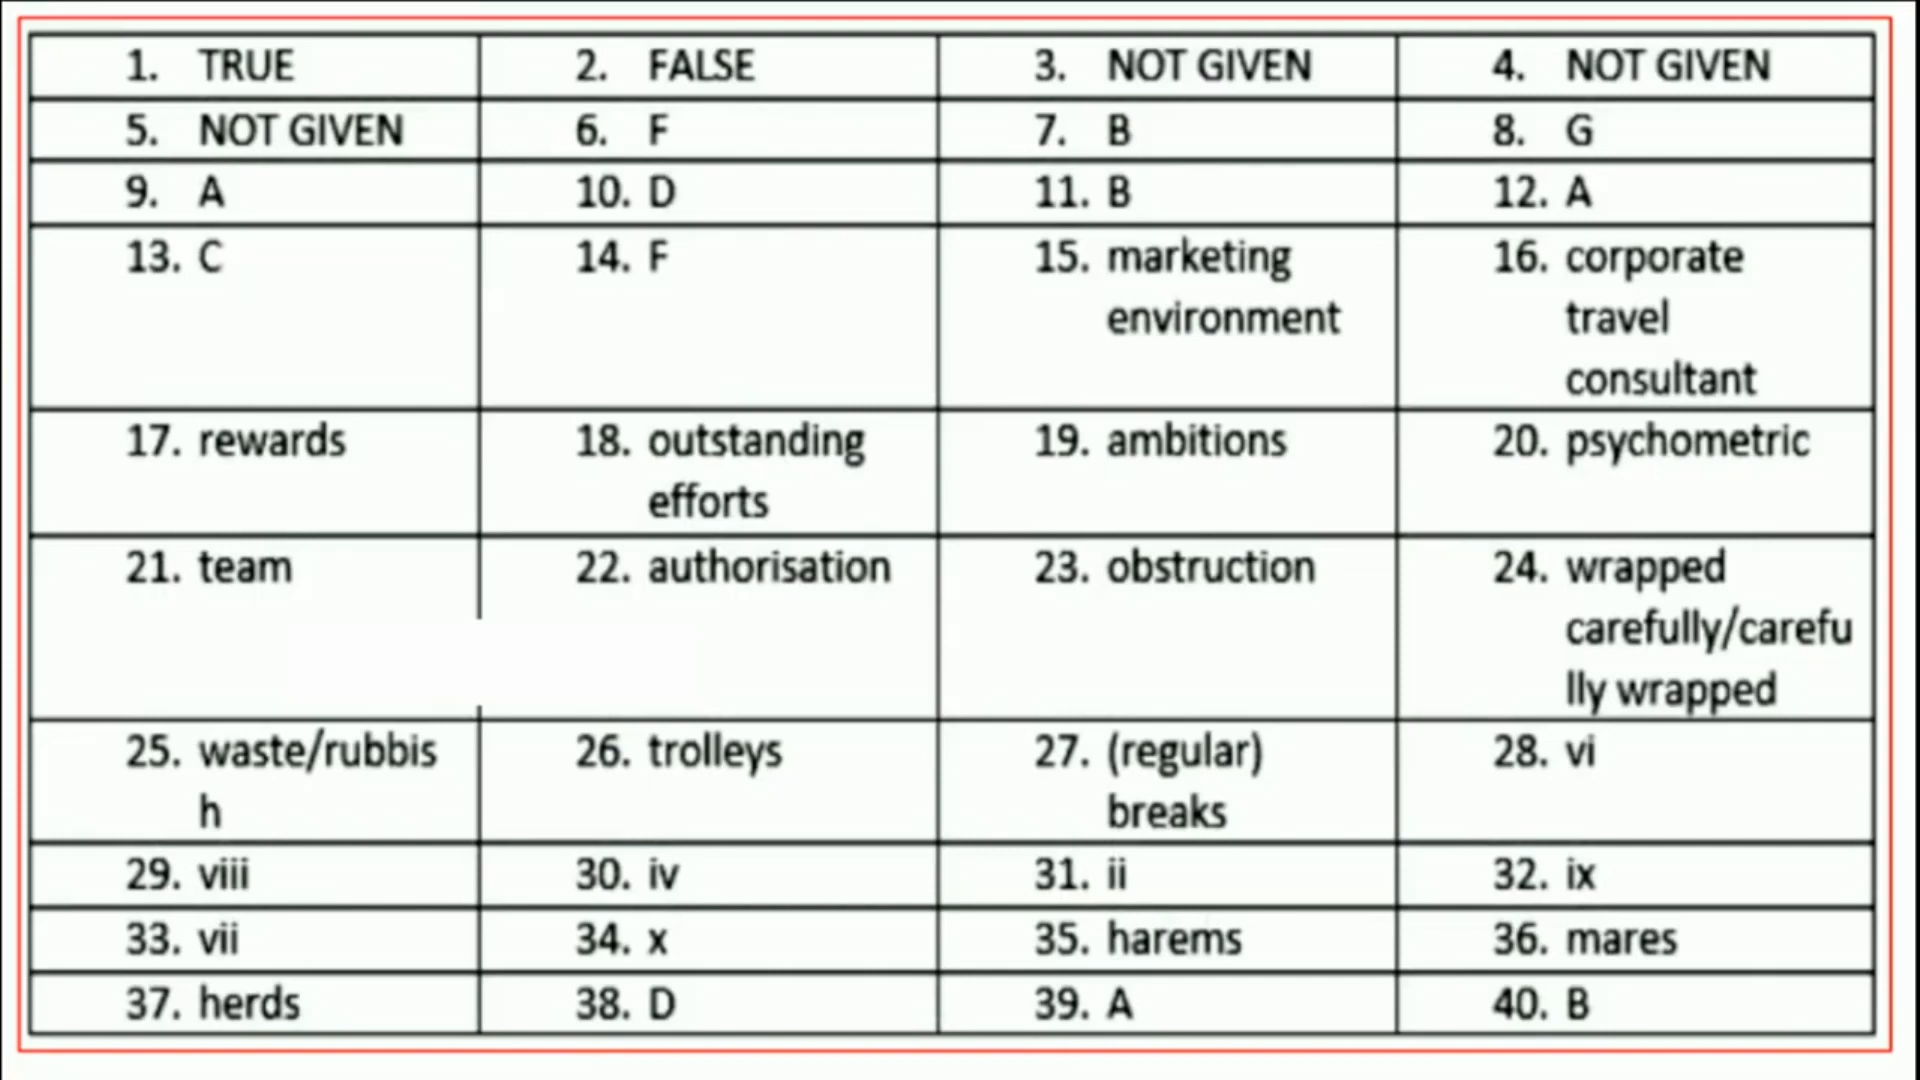 1. TRUE 2. FALSE 3. NOT GIVEN 4. NOT GIVEN
5. NOT GIVEN 6. F 7. B 8. G
9. A 10. D 11. B 12. A
13. C 14. F 15. marketing 16. corporate
environment travel
consultant
17. rewards 18. outstanding 19. ambitions 20. psychometric
efforts
21. team 22. authorisation 23. obstruction 24. wrapped
carefully/carefu
lly wrapped
25. waste/rubbis 26. trolleys 27. (regular) 28. vi
h breaks
29. viii 30. iv 31. ii 32. ix
33. vii 34. x 35. harems 36. mares
37. herds 38. D 39. A 40. B